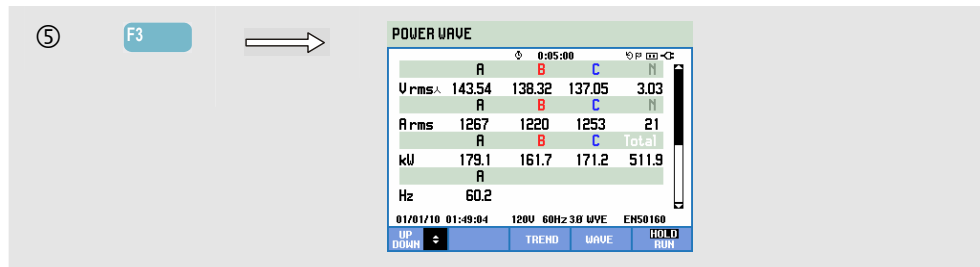 ⑤ F3
POWER WAVE
0:05:00
A B C N
Vrms⅄ 143.54 138.32 137.05 3.03
A B C N
Arms 1267 1220 1253 21
A B C Total
kW 179.1 161.7 171.2 511.9
A
Hz 60.2
01/01/10 01:49:04 120V 60Hz 3Ø WYE EN50160
UP DOWN TREND WAVE HOLD RUN